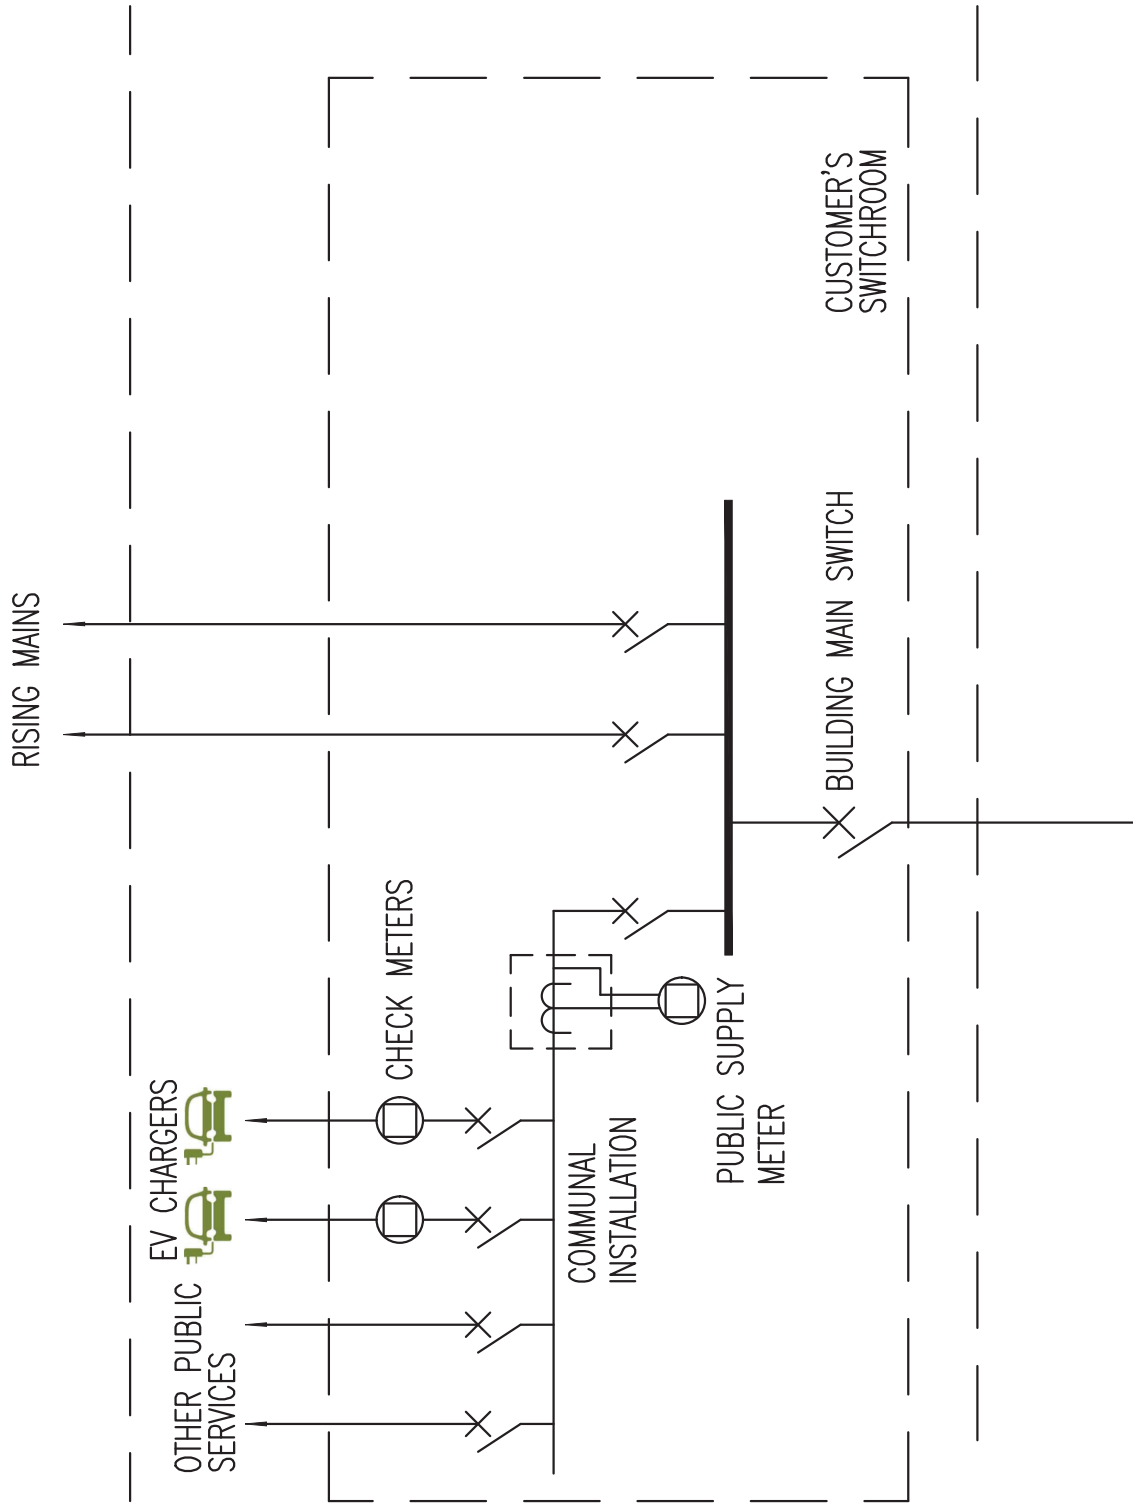 RISING MAINS
EV CHARGERS
OTHER PUBLIC
SERVICES
CHECK METERS
COMMUNAL
INSTALLATION
PUBLIC SUPPLY
METER
BUILDING MAIN SWITCH
CUSTOMER'S
SWITCHROOM